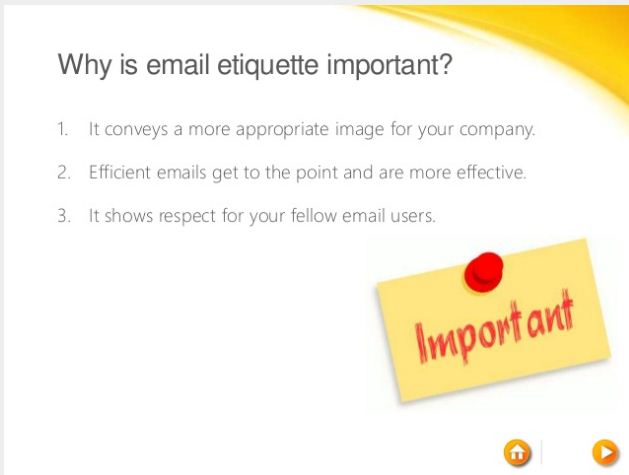 Why is email etiquette important?
1. It conveys a more appropriate image for your company.
2. Efficient emails get to the point and are more effective.
3. It shows respect for your fellow email users.
Important